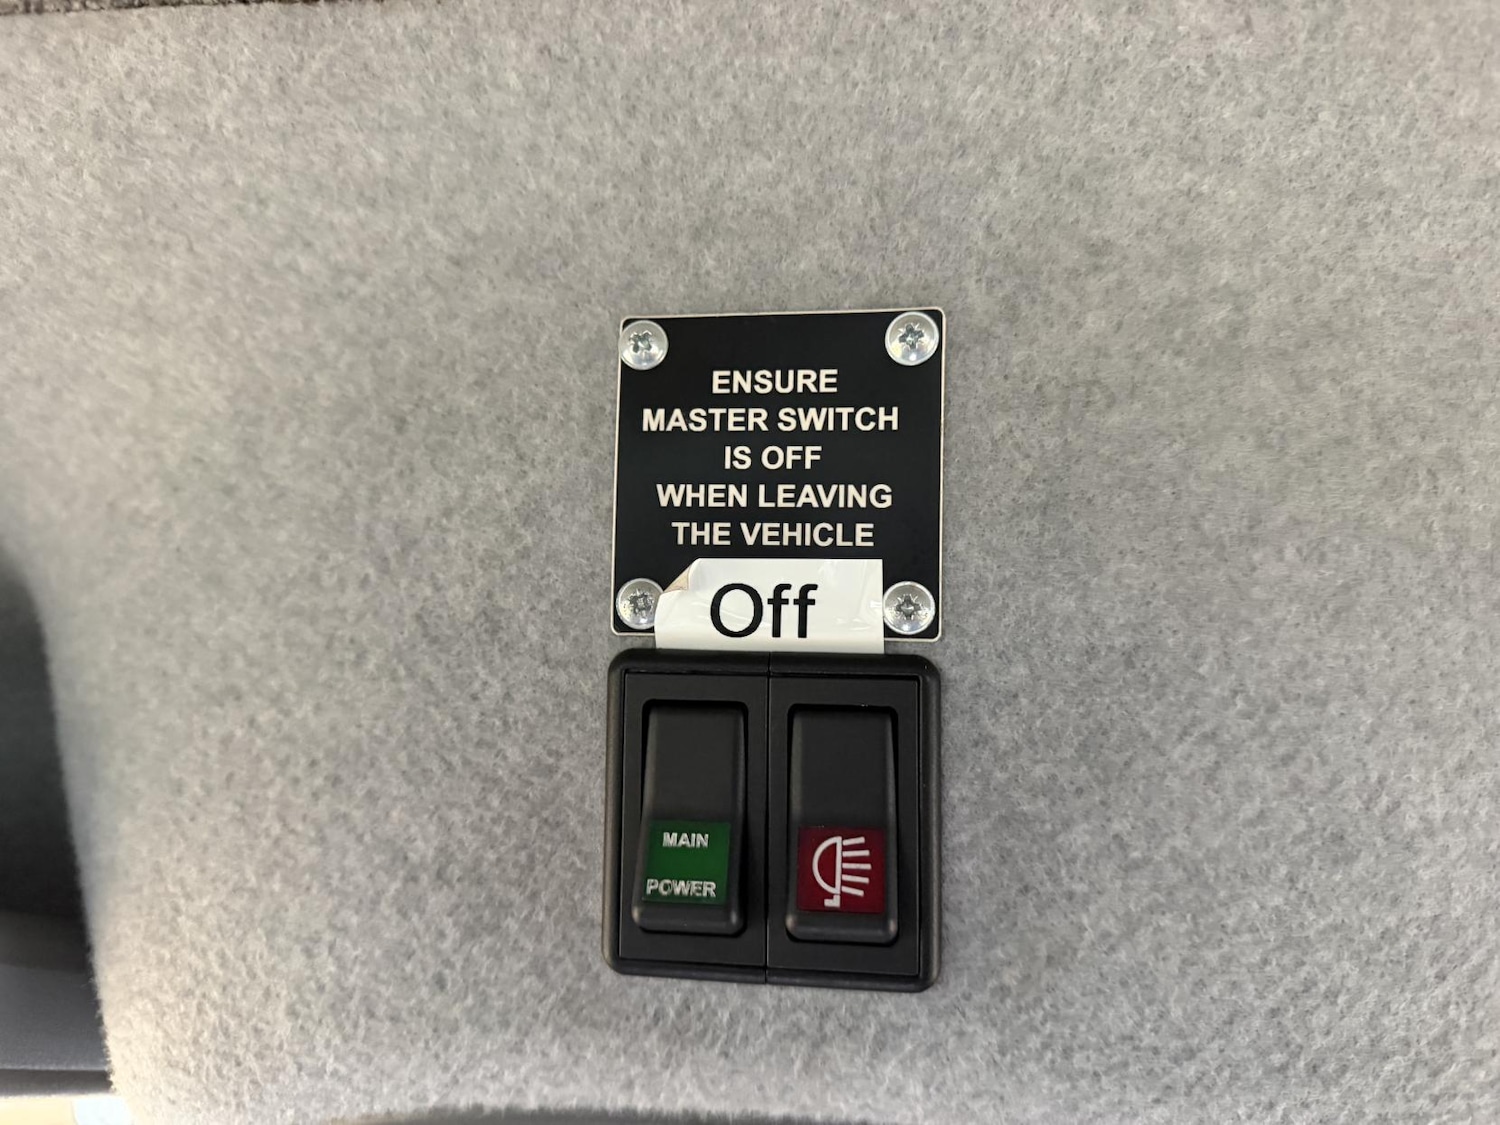 ENSURE
MASTER SWITCH
IS OFF
WHEN LEAVING
THE VEHICLE
Off
MAIN
POWER